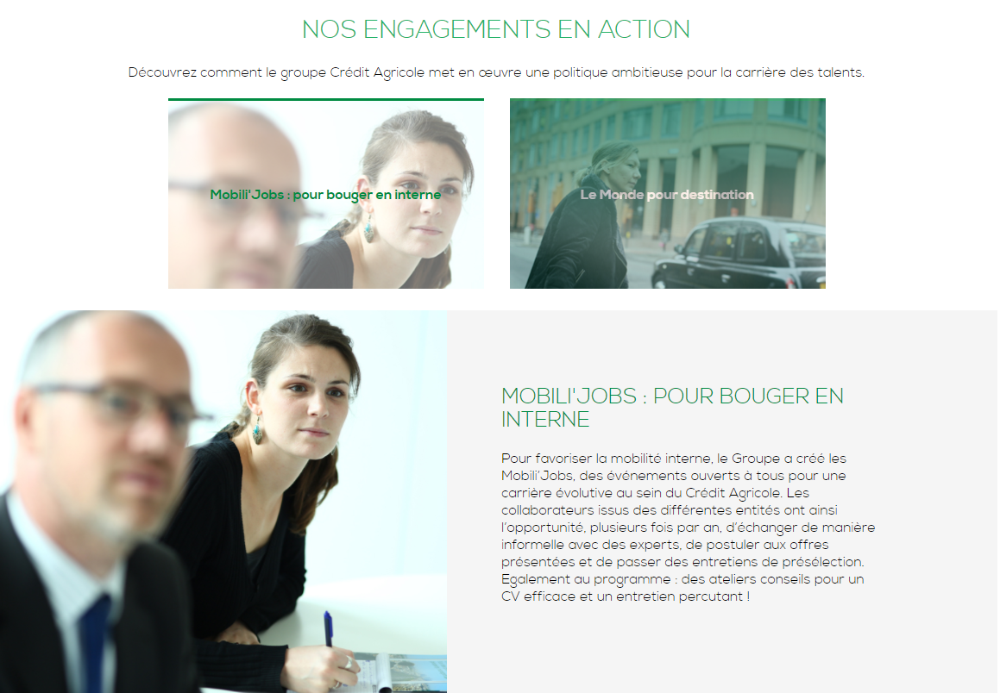 NOS ENGAGEMENTS EN ACTION
Découvrez comment le groupe Crédit Agricole met en œuvre une politique ambitieuse pour la carrière des talents.
Mobili'Jobs : pour bouger en interne
Le Monde pour destination
MOBILI'JOBS : POUR BOUGER EN
INTERNE
Pour favoriser la mobilité interne, le Groupe a créé les
Mobili’Jobs, des événements ouverts à tous pour une
carrière évolutive au sein du Crédit Agricole. Les
collaborateurs issus des différentes entités ont ainsi
l’opportunité, plusieurs fois par an, d’échanger de manière
informelle avec des experts, de postuler aux offres
présentées et de passer des entretiens de présélection.
Egalement au programme : des ateliers conseils pour un
CV efficace et un entretien percutant !